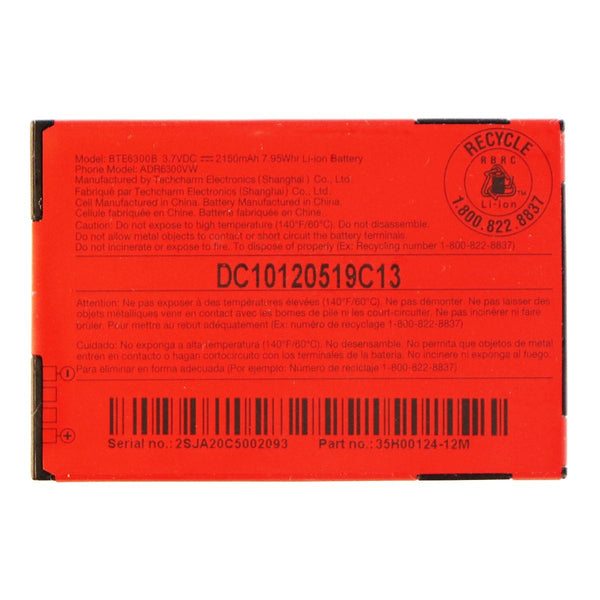 Model: BTE6300B 3.7VDC ⎓ 2150mAh 7.95Whr Li-ion Battery
Phone Model: ADR6300VW
Manufactured by Techcharm Electronics (Shanghai) Co., Ltd.
Fabriqué par Techcharm Electronics (Shanghai) Co., Ltd.
Cell Manufactured in China. Battery Manufactured in China.
Cellule fabriquée en China. Batterie fabriquée en China.
Caution: Do not expose to high temperature (140°F/60°C). Do not disassemble.
Do not allow metal objects to contact or short circuit the battery terminals.
Do not incinerate or expose to fire. To dispose of properly (Ex: Recycling number 1-800-822-8837)
RECYCLE
RBRC
Li-ion
TM
1.800.822.8837
DC10120519C13
Attention: Ne pas exposer à des températures élevées (140°F/60°C). Ne pas démonter. Ne pas laisser des
objets métalliques venir en contact avec les bornes de pile ni les court-circuiter. Ne pas incinérer ni faire
brûler. Pour mettre au rebut adéquatement (Ex: Numéro de recyclage 1-800-822-8837)
Cuidado: No exponga a alta temperatura (140°F/60°C). No desensamble. No permita que objetos de metal
entren en contacto o hagan cortocircuito con los terminales de la batería. No incinere ni exponga al fuego.
Para eliminar en forma adecuada (Por ejemplo: Número de reciclaje 1-800-822-8837)
Serial no.: 2SJA20C5002093 Part no.: 35H00124-12M